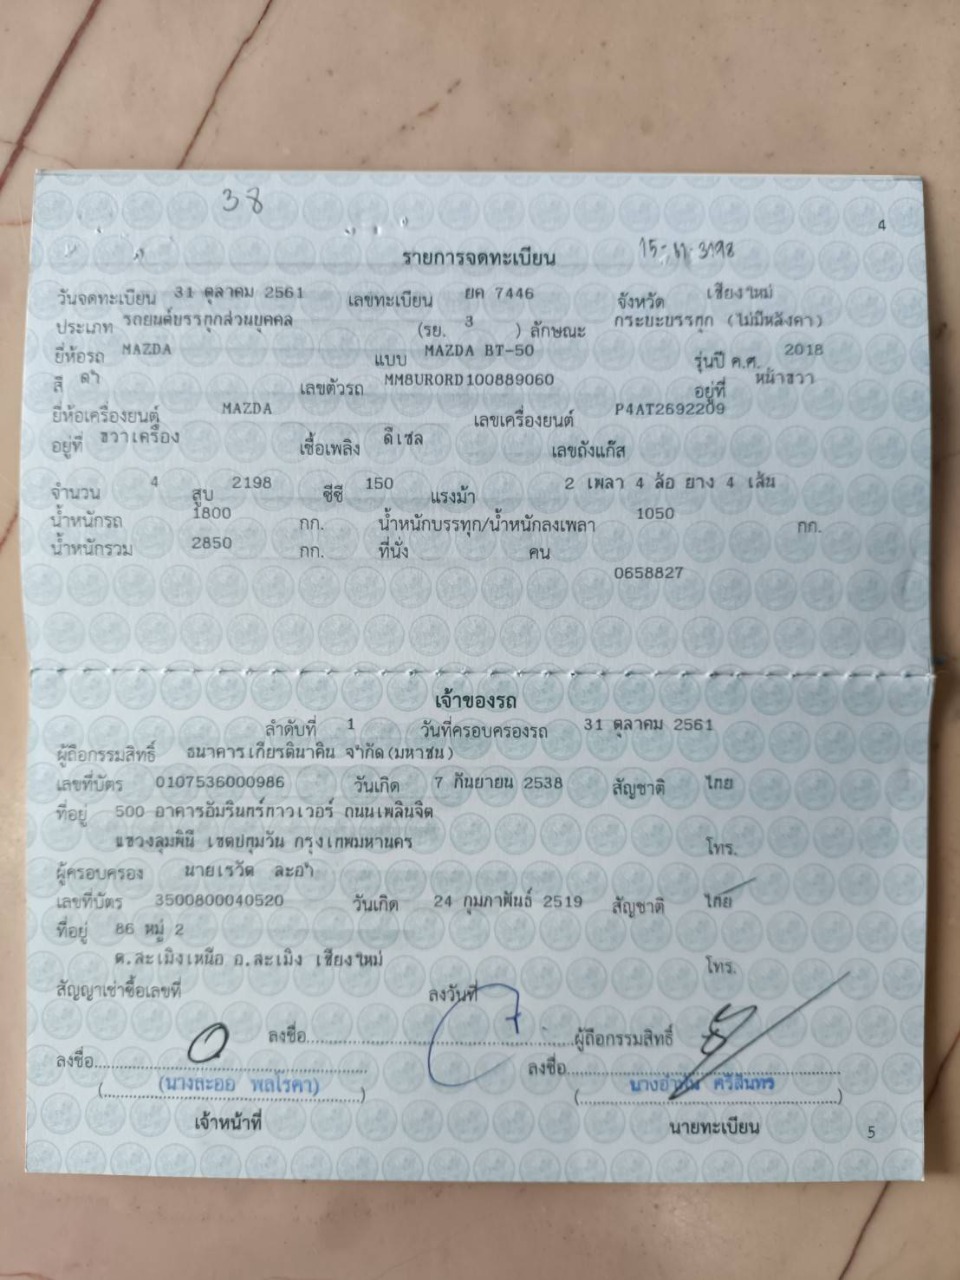 38
4
รายการจดทะเบียน
วันจดทะเบียน 31 ตุลาคม 2561 เลขทะเบียน ยค 7446 จังหวัด เชียงใหม่
ประเภท รถยนต์บรรทุกส่วนบุคคล (รย. 3 ) ลักษณะ กระยะบรรทุก (ไม่มีหลังคา)
ยี่ห้อรถ MAZDA แบบ MAZDA BT-50 รุ่นปี ค.ศ. 2018
สี ดำ เลขตัวรถ MM8URORD100889060 อยู่ที่ หน้าขวา
ยี่ห้อเครื่องยนต์ MAZDA เลขเครื่องยนต์ P4AT2692209
อยู่ที่ ขวาเครื่อง เชื้อเพลิง ดีเซล เลขถังแก๊ส
จำนวน 4 สูบ 2198 ซีซี 150 แรงม้า 2 เพลา 4 ล้อ ยาง 4 เส้น
น้ำหนักรถ 1800 กก. น้ำหนักบรรทุก/น้ำหนักลงเพลา 1050 กก.
น้ำหนักรวม 2850 กก. ที่นั่ง คน
0658827
เจ้าของรถ
ลำดับที่ 1 วันที่ครอบครองรถ 31 ตุลาคม 2561
ผู้ถือกรรมสิทธิ์ ธนาคารเกียรตินาคิน จำกัด(มหาชน)
เลขที่บัตร 0107536000986 วันเกิด 7 กันยายน 2538 สัญชาติ ไทย
ที่อยู่ 500 อาคารอัมรินทร์ทาวเวอร์ ถนนเพลินจิต
แขวงลุมพินี เขตปทุมวัน กรุงเทพมหานคร โทร.
ผู้ครอบครอง นายเรวัต ละอำ
เลขที่บัตร 3500800040520 วันเกิด 24 กุมภาพันธ์ 2519 สัญชาติ ไทย
ที่อยู่ 86 หมู่ 2
ต.สะเมิงเหนือ อ.สะเมิง เชียงใหม่ โทร.
สัญญาเช่าซื้อเลขที่ ลงวันที่
ลงชื่อ ผู้ถือกรรมสิทธิ์
ลงชื่อ ลงชื่อ
(นางละออ พลโรคา) ศรีสินทร
เจ้าหน้าที่ นายทะเบียน
5